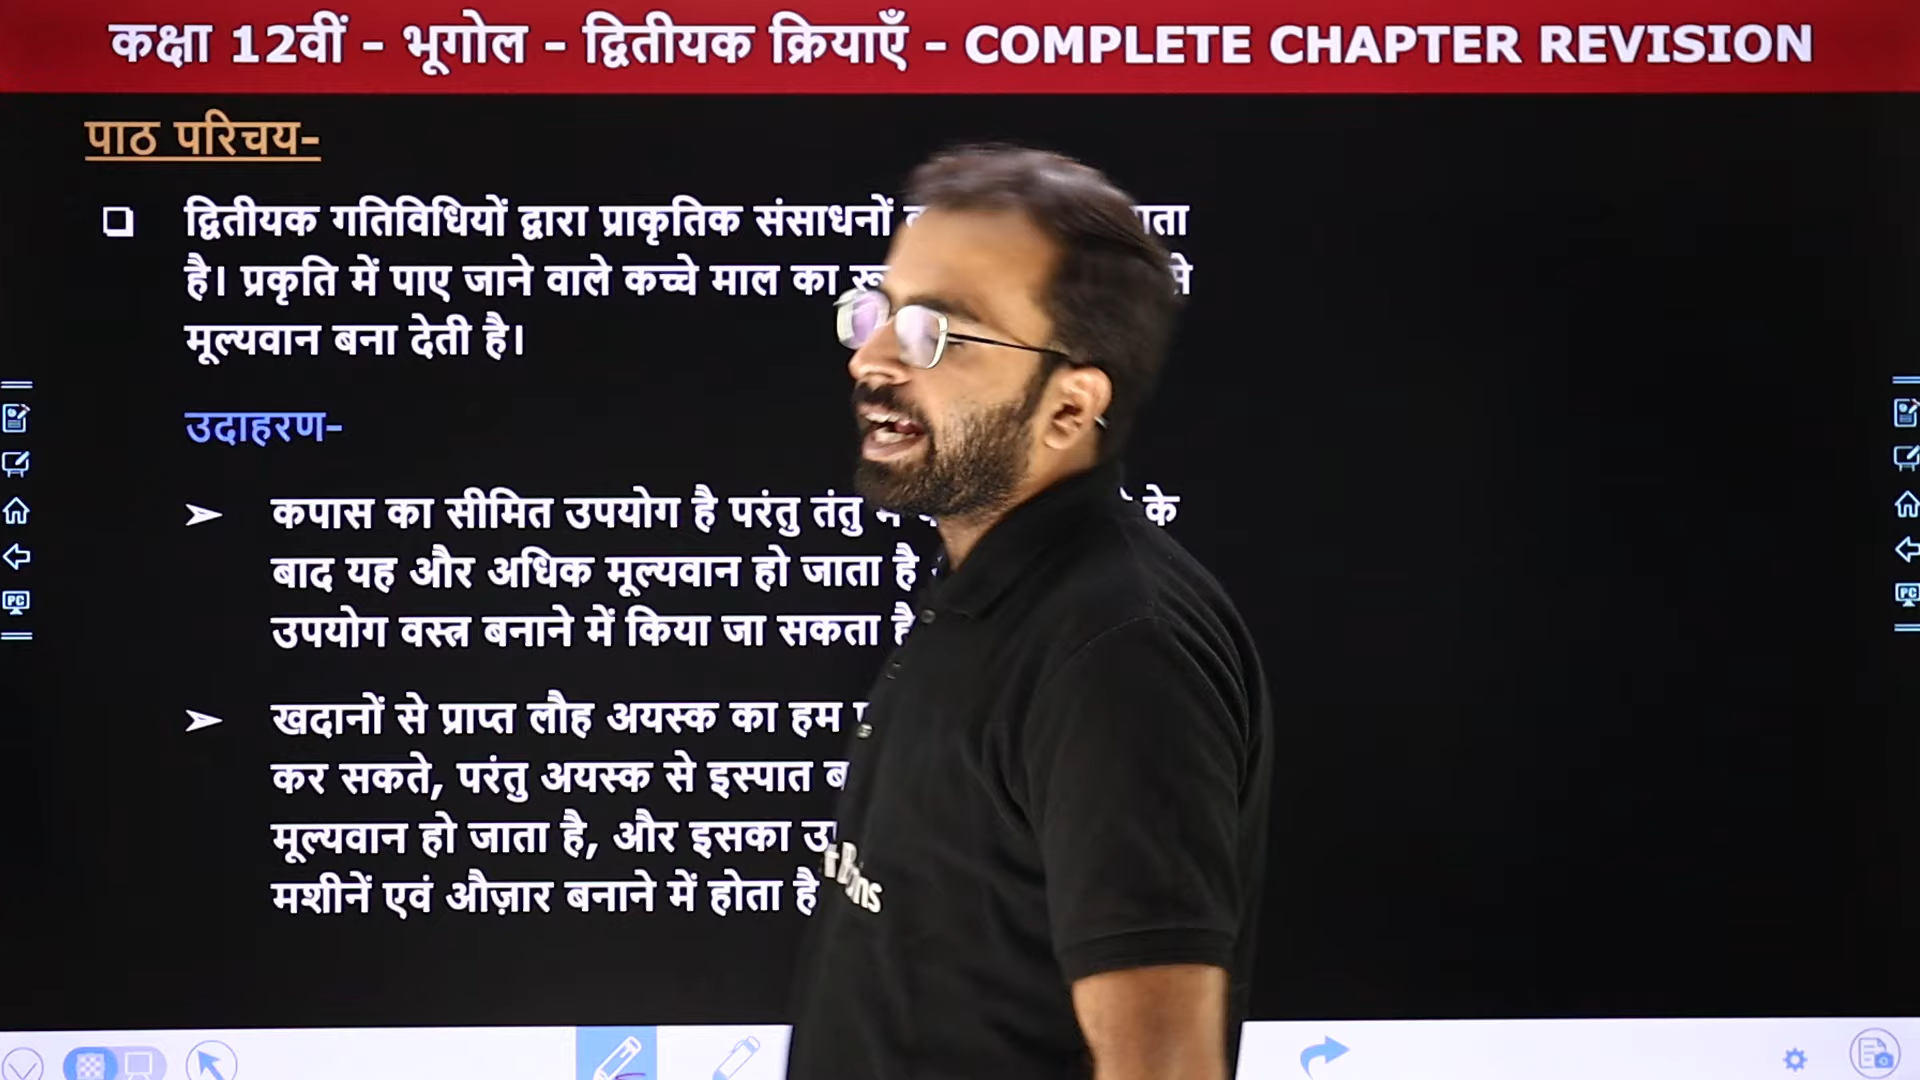 कक्षा 12वीं - भूगोल - द्वितीयक क्रियाएँ - COMPLETE CHAPTER REVISION
पाठ परिचय-
द्वितीयक गतिविधियों द्वारा प्राकृतिक संसाधनों
है। प्रकृति में पाए जाने वाले कच्चे माल का
मूल्यवान बना देती है।
उदाहरण-
कपास का सीमित उपयोग है परंतु तंतु के
बाद यह और अधिक मूल्यवान हो जाता है
उपयोग वस्त्र बनाने में किया जा सकता है
खदानों से प्राप्त लौह अयस्क का हम
कर सकते, परंतु अयस्क से इस्पात
मूल्यवान हो जाता है, और इसका
मशीनें एवं औज़ार बनाने में होता है
PC
PC